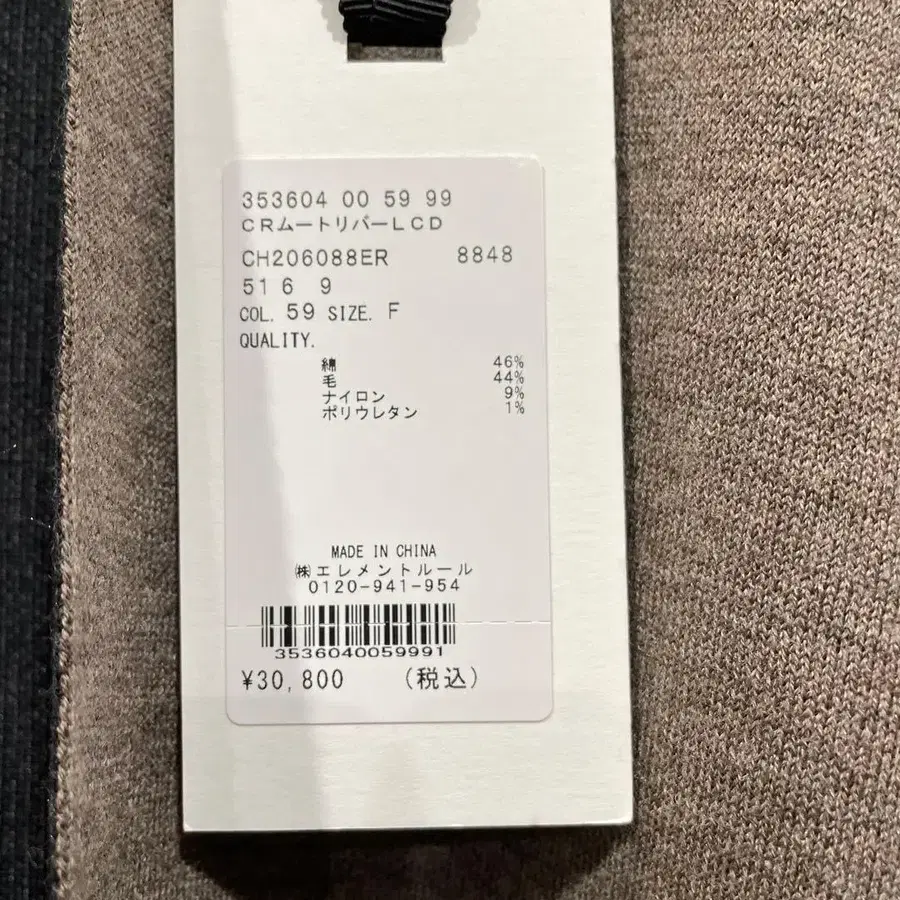 353604 00 59 99
CRムートリバーLCD
CH206088ER 8848
51 6 9
COL. 59 SIZE. F
QUALITY.
綿 46%
毛 44%
ナイロン 9%
ポリウレタン 1%
MADE IN CHINA
㈱エレメントルール
0120-941-954
3536040059991
¥30,800 (税込)